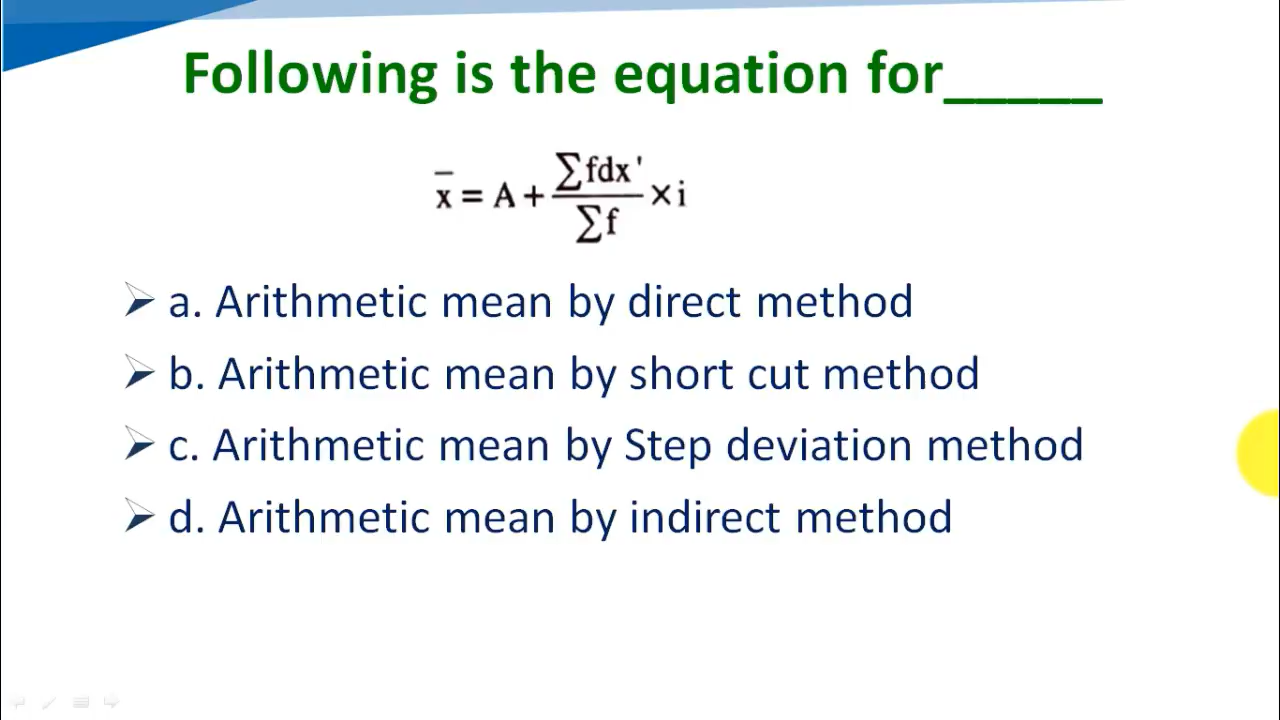 Following is the equation for_____
x̄ = A + ∑fdx' / ∑f × i
➢ a. Arithmetic mean by direct method
➢ b. Arithmetic mean by short cut method
➢ c. Arithmetic mean by Step deviation method
➢ d. Arithmetic mean by indirect method